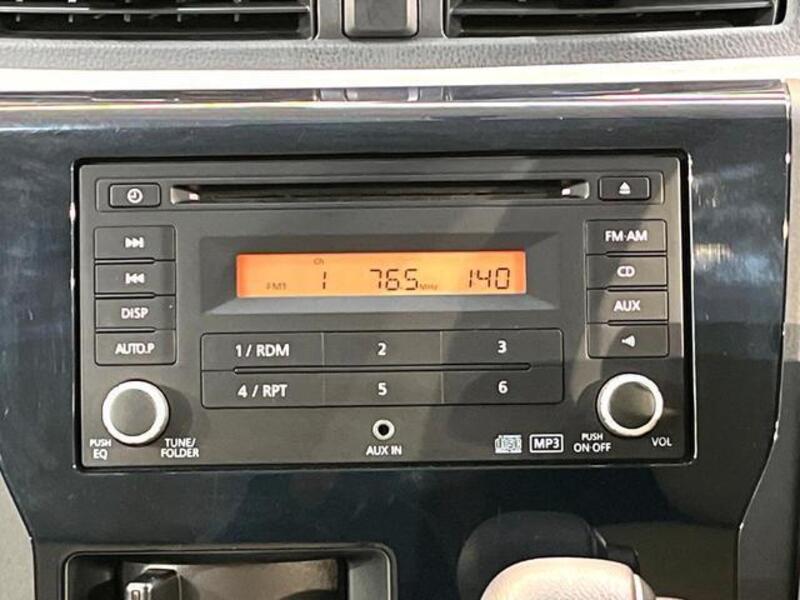 FM·AM
Ch
FM1 1 76.5 MHz 140
CD
DISP
AUX
AUTO.P
1 / RDM 2 3
4 / RPT 5 6
PUSH EQ
TUNE/ FOLDER
AUX IN
MP3
PUSH ON·OFF
VOL